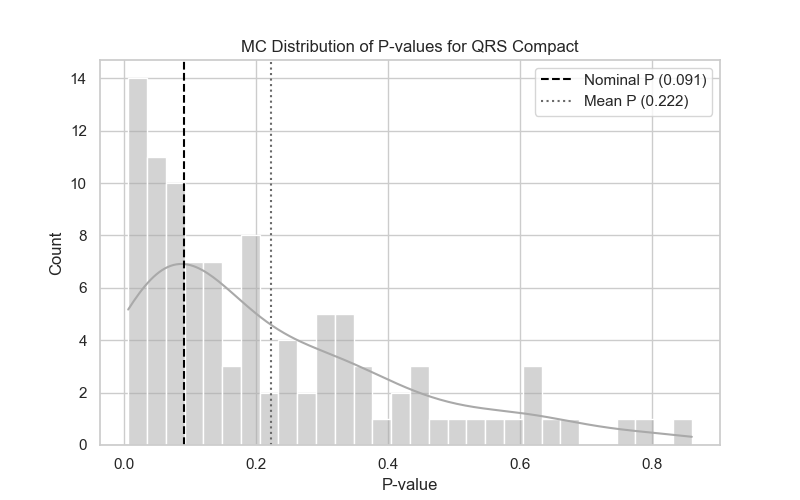 MC Distribution of P-values for QRS Compact
Nominal P (0.091)
Mean P (0.222)
14
12
10
8
6
4
2
0
Count
0.0 0.2 0.4 0.6 0.8
P-value